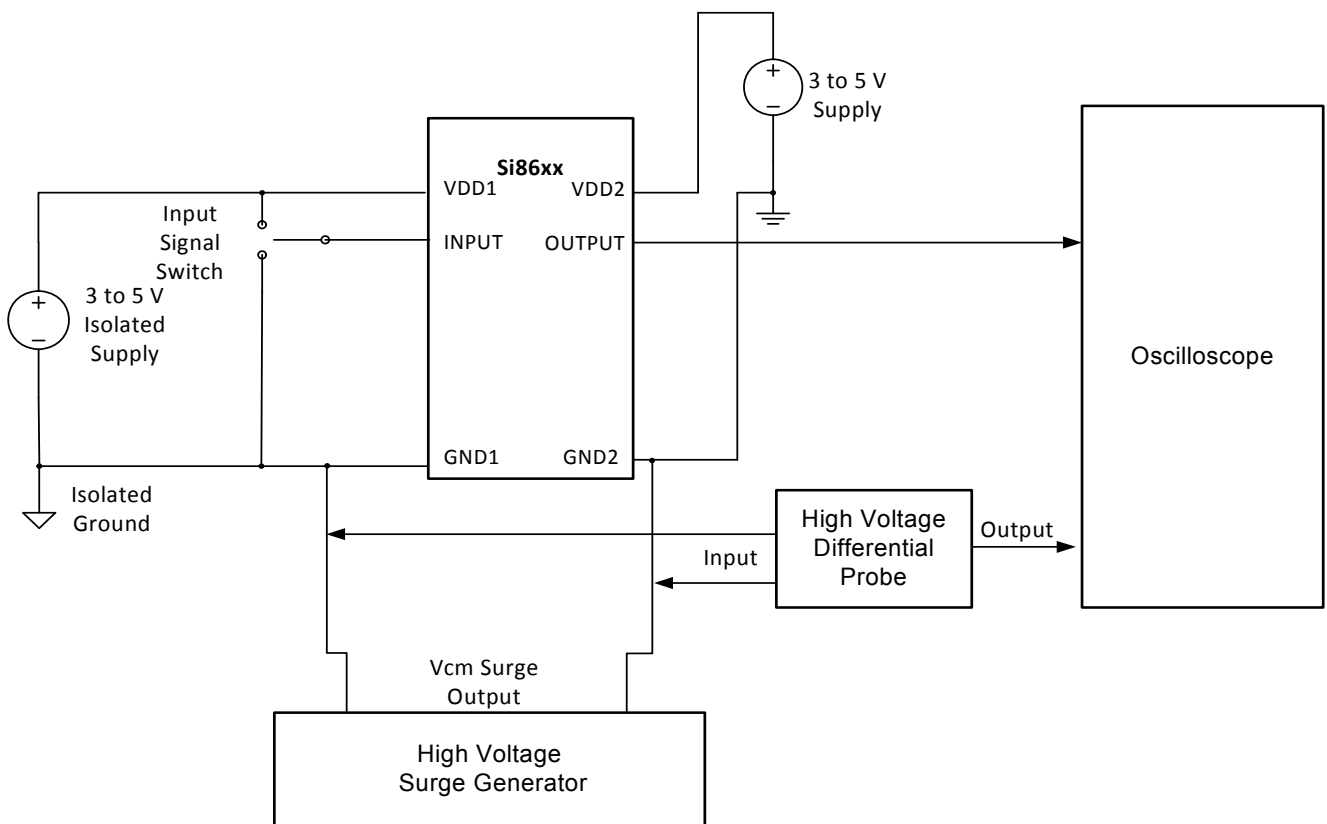 +
−
3 to 5 V
Supply
Si86xx
VDD1
VDD2
Input
Signal
Switch
INPUT
OUTPUT
+
−
3 to 5 V
Isolated
Supply
Oscilloscope
GND1
GND2
Isolated
Ground
High Voltage
Differential
Probe
Input
Output
Vcm Surge
Output
High Voltage
Surge Generator